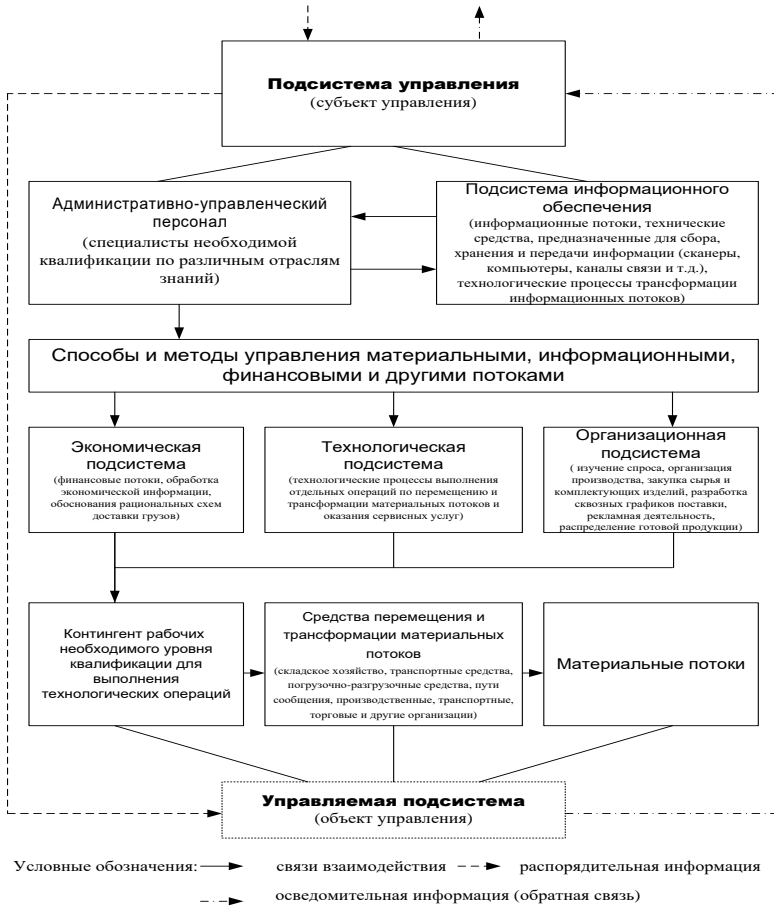 Подсистема управления
(субъект управления)
Административно-управленческий
персонал
(специалисты необходимой
квалификации по различным отраслям
знаний)
Подсистема информационного
обеспечения
(информационные потоки, технические
средства, предназначенные для сбора,
хранения и передачи информации (сканеры,
компьютеры, каналы связи и т.д.),
технологические процессы трансформации
информационных потоков)
Способы и методы управления материальными, информационными,
финансовыми и другими потоками
Экономическая
подсистема
(финансовые потоки, обработка
экономической информации,
обоснования рациональных схем
доставки грузов)
Технологическая
подсистема
(технологические процессы выполнения
отдельных операций по перемещению и
трансформации материальных потоков и
оказания сервисных услуг)
Организационная
подсистема
( изучение спроса, организация
производства, закупка сырья и
комплектующих изделий, разработка
сквозных графиков поставки,
рекламная деятельность,
распределение готовой продукции)
Контингент рабочих
необходимого уровня
квалификации для
выполнения
технологических операций
Средства перемещения и
трансформации материальных
потоков
(складское хозяйство, транспортные средства,
погрузочно-разгрузочные средства, пути
сообщения, производственные, транспортные,
торговые и другие организации)
Материальные потоки
Управляемая подсистема
(объект управления)
Условные обозначения: связи взаимодействия распорядительная информация
осведомительная информация (обратная связь)